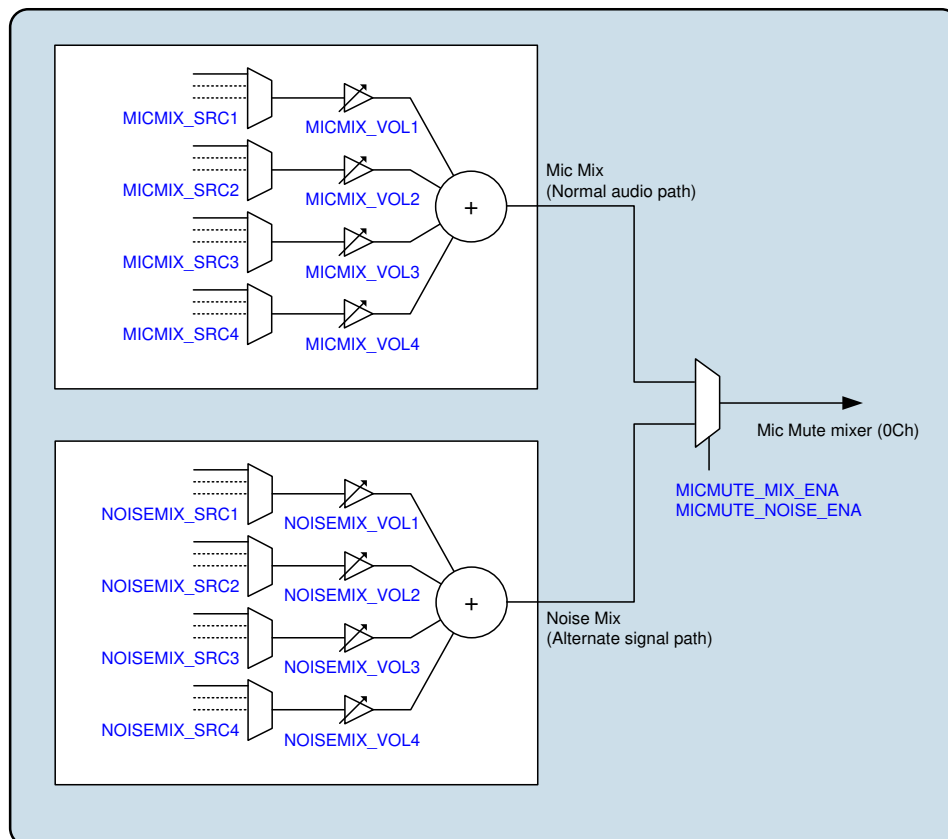 MICMIX_SRC1
MICMIX_VOL1
MICMIX_SRC2
MICMIX_VOL2
MICMIX_SRC3
MICMIX_VOL3
MICMIX_SRC4
MICMIX_VOL4
+
Mic Mix
(Normal audio path)
NOISEMIX_SRC1
NOISEMIX_VOL1
NOISEMIX_SRC2
NOISEMIX_VOL2
NOISEMIX_SRC3
NOISEMIX_VOL3
NOISEMIX_SRC4
NOISEMIX_VOL4
+
Noise Mix
(Alternate signal path)
Mic Mute mixer (0Ch)
MICMUTE_MIX_ENA
MICMUTE_NOISE_ENA